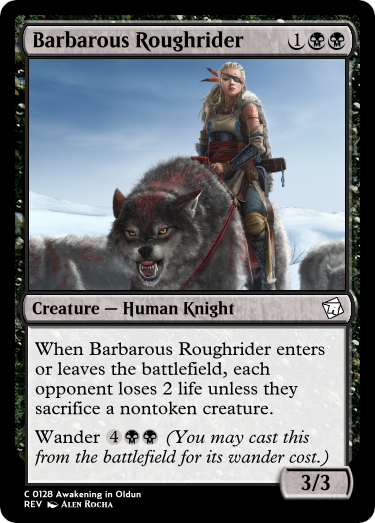 Barbarous Roughrider 1
Creature — Human Knight
When Barbarous Roughrider enters
or leaves the battlefield, each
opponent loses 2 life unless they
sacrifice a nontoken creature.
Wander 4 (You may cast this
from the battlefield for its wander cost.)
3/3
C 0128 Awakening in Oldun
REV Alen Rocha